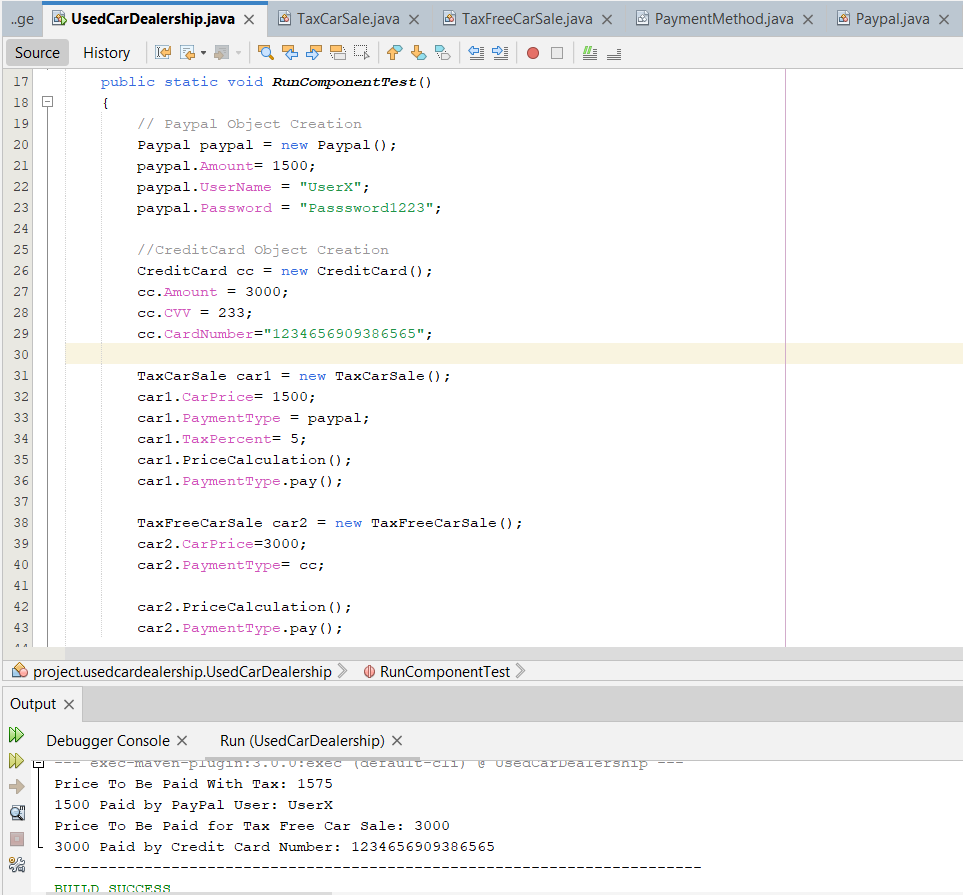 ..ge UsedCarDealership.java TaxCarSale.java TaxFreeCarSale.java PaymentMethod.java Paypal.java
Source History
17 public static void RunComponentTest()
18 {
19 // Paypal Object Creation
20 Paypal paypal = new Paypal();
21 paypal.Amount= 1500;
22 paypal.UserName = "UserX";
23 paypal.Password = "Passsword1223";
24
25 //CreditCard Object Creation
26 CreditCard cc = new CreditCard();
27 cc.Amount = 3000;
28 cc.CVV = 233;
29 cc.CardNumber="1234656909386565";
30
31 TaxCarSale car1 = new TaxCarSale();
32 car1.CarPrice= 1500;
33 car1.PaymentType = paypal;
34 car1.TaxPercent= 5;
35 car1.PriceCalculation();
36 car1.PaymentType.pay();
37
38 TaxFreeCarSale car2 = new TaxFreeCarSale();
39 car2.CarPrice=3000;
40 car2.PaymentType= cc;
41
42 car2.PriceCalculation();
43 car2.PaymentType.pay();
44
project.usedcardealership.UsedCarDealership RunComponentTest
Output
Debugger Console Run (UsedCarDealership)
--- exec-maven-plugin:3.0.0:exec (default-cli) @ UsedCarDealership ---
Price To Be Paid With Tax: 1575
1500 Paid by PayPal User: UserX
Price To Be Paid for Tax Free Car Sale: 3000
3000 Paid by Credit Card Number: 1234656909386565
------------------------------------------------------------------------
BUILD SUCCESS